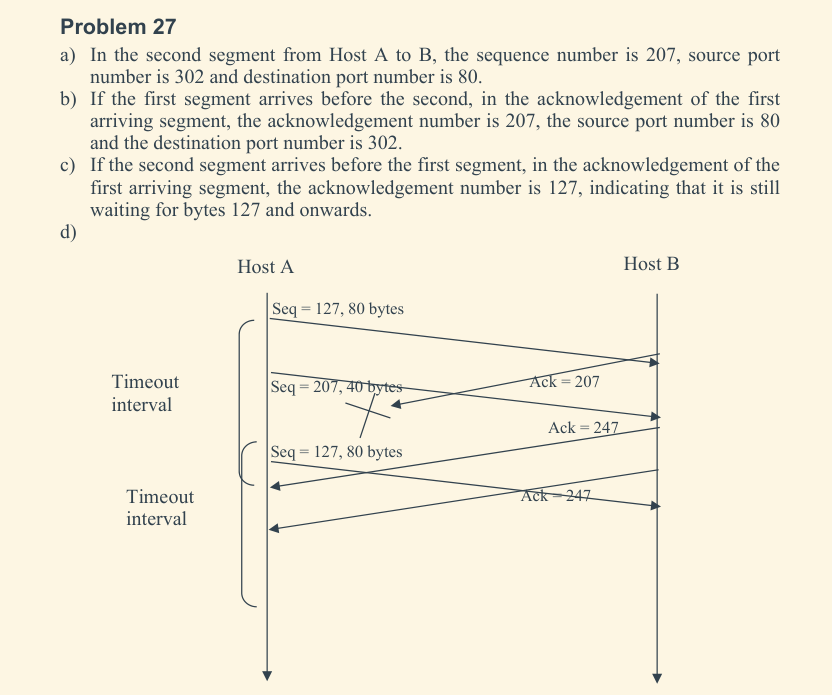 Problem 27
a) In the second segment from Host A to B, the sequence number is 207, source port
number is 302 and destination port number is 80.
b) If the first segment arrives before the second, in the acknowledgement of the first
arriving segment, the acknowledgement number is 207, the source port number is 80
and the destination port number is 302.
c) If the second segment arrives before the first segment, in the acknowledgement of the
first arriving segment, the acknowledgement number is 127, indicating that it is still
waiting for bytes 127 and onwards.
d)
Host A
Host B
Seq = 127, 80 bytes
Timeout
interval
Seq = 207, 40 bytes
Ack = 207
Ack = 247
Seq = 127, 80 bytes
Timeout
interval
Ack = 247